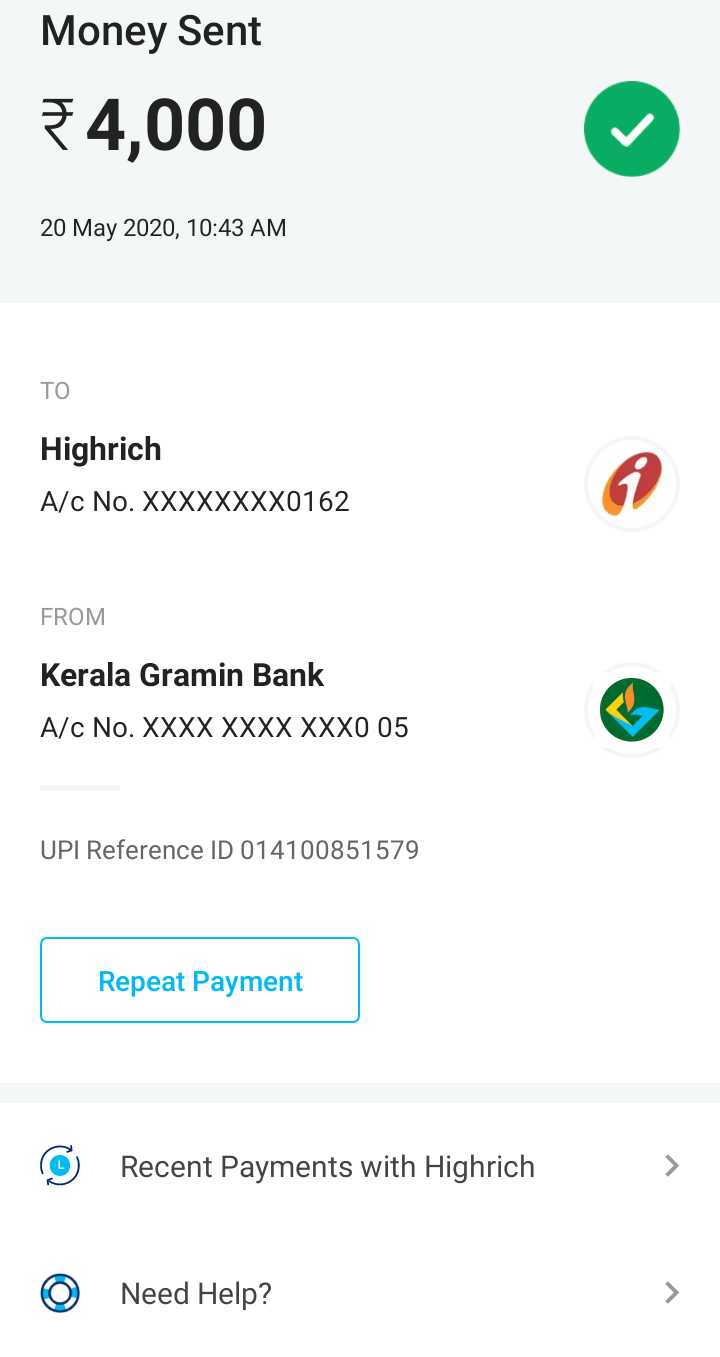 Money Sent
₹ 4,000
20 May 2020, 10:43 AM
TO
Highrich
A/c No. XXXXXXXX0162
FROM
Kerala Gramin Bank
A/c No. XXXX XXXX XXX0 05
UPI Reference ID 014100851579
Repeat Payment
Recent Payments with Highrich
Need Help?